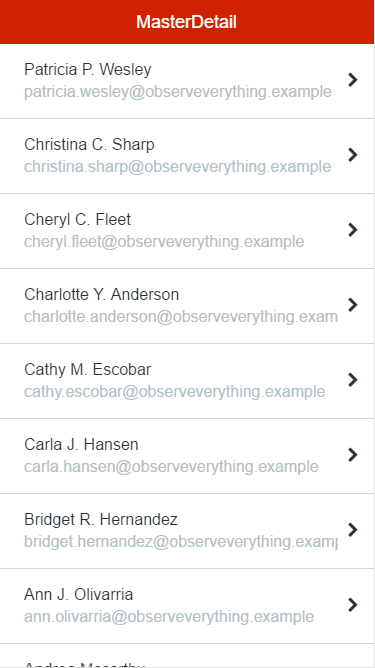 MasterDetail
Patricia P. Wesley
patricia.wesley@observeverything.example
Christina C. Sharp
christina.sharp@observeverything.example
Cheryl C. Fleet
cheryl.fleet@observeverything.example
Charlotte Y. Anderson
charlotte.anderson@observeverything.exam
Cathy M. Escobar
cathy.escobar@observeverything.example
Carla J. Hansen
carla.hansen@observeverything.example
Bridget R. Hernandez
bridget.hernandez@observeverything.examp
Ann J. Olivarria
ann.olivarria@observeverything.example